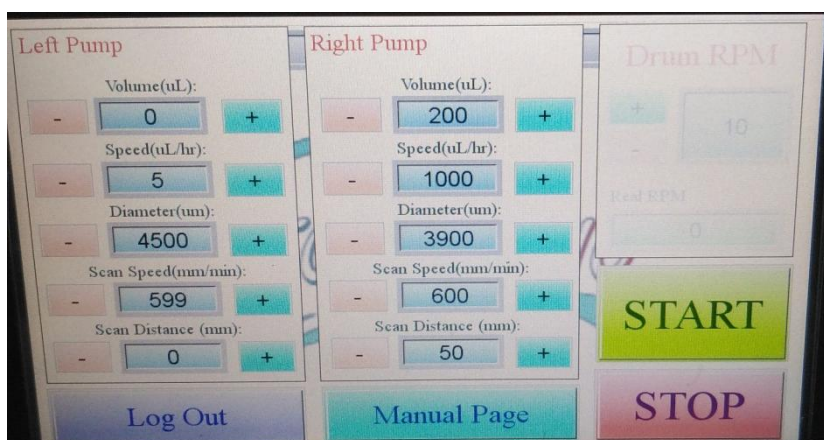 Left Pump
Volume(uL):
- 0 +
Speed(uL/hr):
- 5 +
Diameter(um):
- 4500 +
Scan Speed(mm/min):
- 599 +
Scan Distance (mm):
- 0 +
Right Pump
Volume(uL):
- 200 +
Speed(uL/hr):
- 1000 +
Diameter(um):
- 3900 +
Scan Speed(mm/min):
- 600 +
Scan Distance (mm):
- 50 +
Drum RPM
+ 10
-
Real RPM
0
START
STOP
Log Out
Manual Page